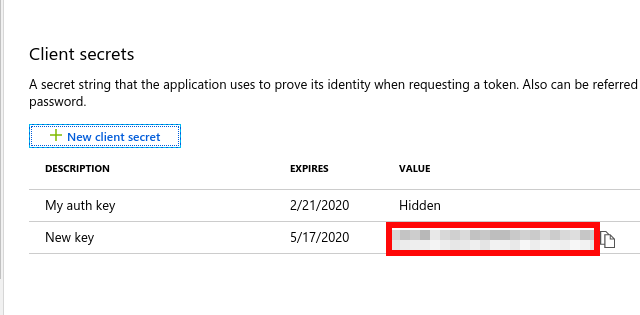 Client secrets
A secret string that the application uses to prove its identity when requesting a token. Also can be referred
password.
+ New client secret
DESCRIPTION EXPIRES VALUE
My auth key 2/21/2020 Hidden
New key 5/17/2020